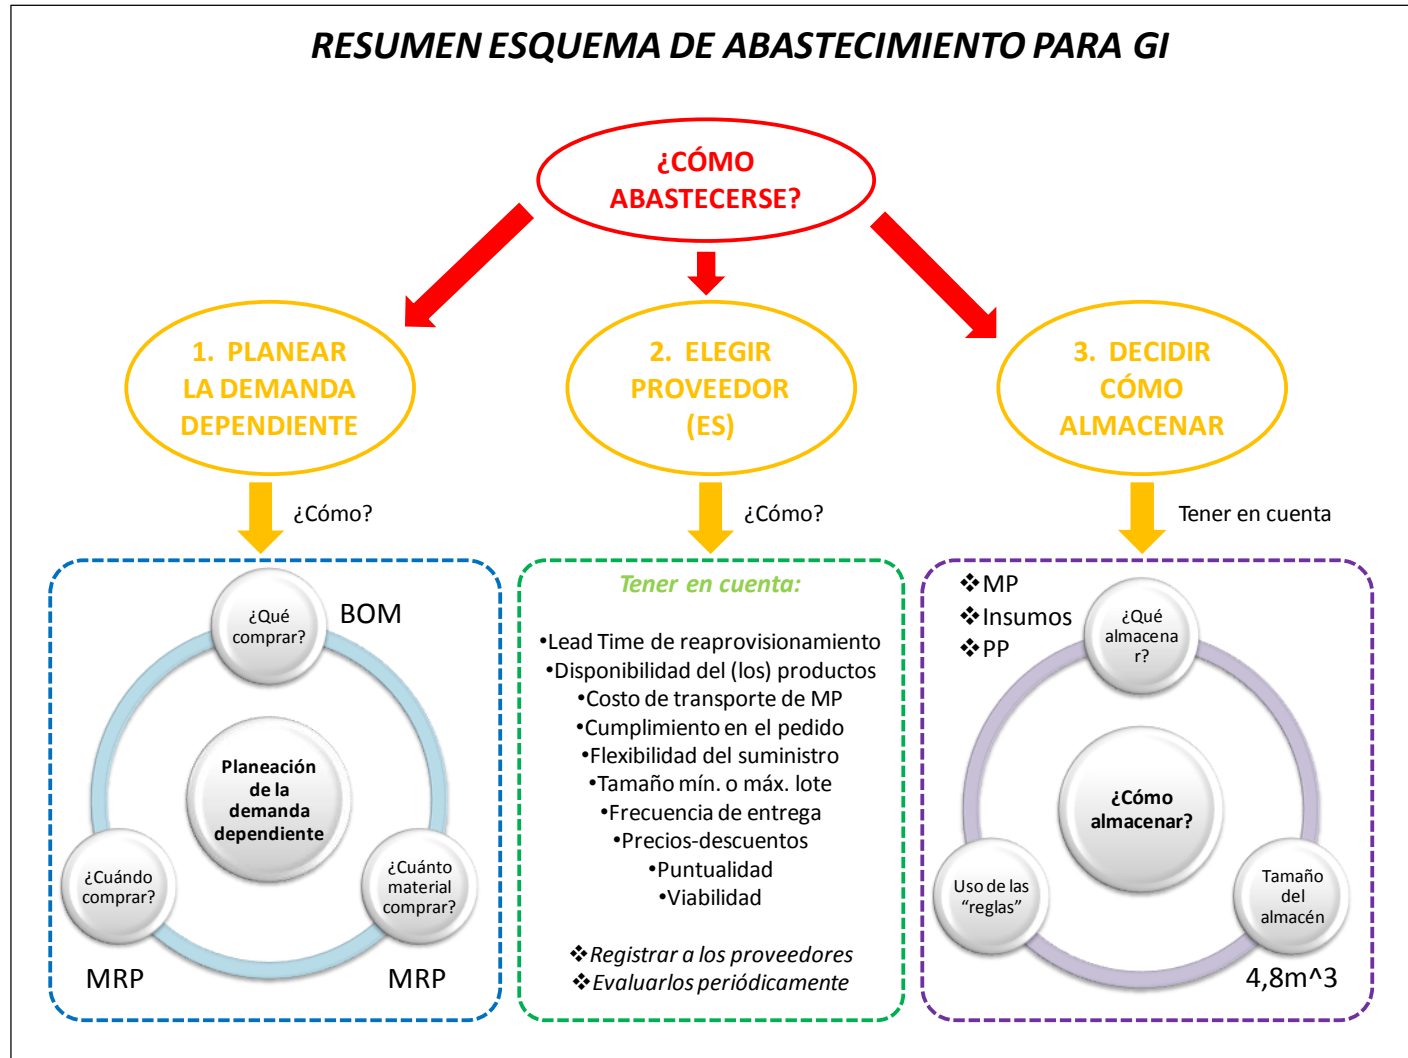 RESUMEN ESQUEMA DE ABASTECIMIENTO PARA GI
¿CÓMO
ABASTECERSE?
1. PLANEAR
LA DEMANDA
DEPENDIENTE
2. ELEGIR
PROVEEDOR
(ES)
3. DECIDIR
CÓMO
ALMACENAR
¿Cómo?
¿Cómo?
Tener en cuenta
¿Qué
comprar?
BOM
Planeación
de la
demanda
dependiente
¿Cuándo
comprar?
¿Cuánto
material
comprar?
MRP
MRP
Tener en cuenta:
•Lead Time de reaprovisionamiento
•Disponibilidad del (los) productos
•Costo de transporte de MP
•Cumplimiento en el pedido
•Flexibilidad del suministro
•Tamaño mín. o máx. lote
•Frecuencia de entrega
•Precios-descuentos
•Puntualidad
•Viabilidad
❖Registrar a los proveedores
❖Evaluarlos periódicamente
❖MP
❖Insumos
❖PP
¿Qué
almacena
r?
¿Cómo
almacenar?
Uso de las
“reglas”
Tamaño
del
almacén
4,8m^3